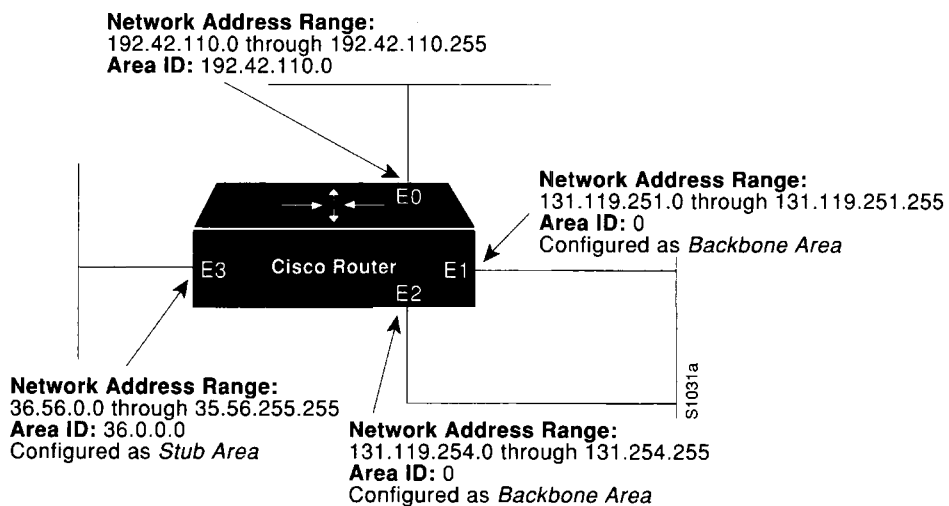 Network Address Range:
192.42.110.0 through 192.42.110.255
Area ID: 192.42.110.0
E0
Network Address Range:
131.119.251.0 through 131.119.251.255
Area ID: 0
Configured as Backbone Area
E3
Cisco Router
E1
E2
Network Address Range:
36.56.0.0 through 35.56.255.255
Area ID: 36.0.0.0
Configured as Stub Area
Network Address Range:
131.119.254.0 through 131.254.255
Area ID: 0
Configured as Backbone Area
S1031a